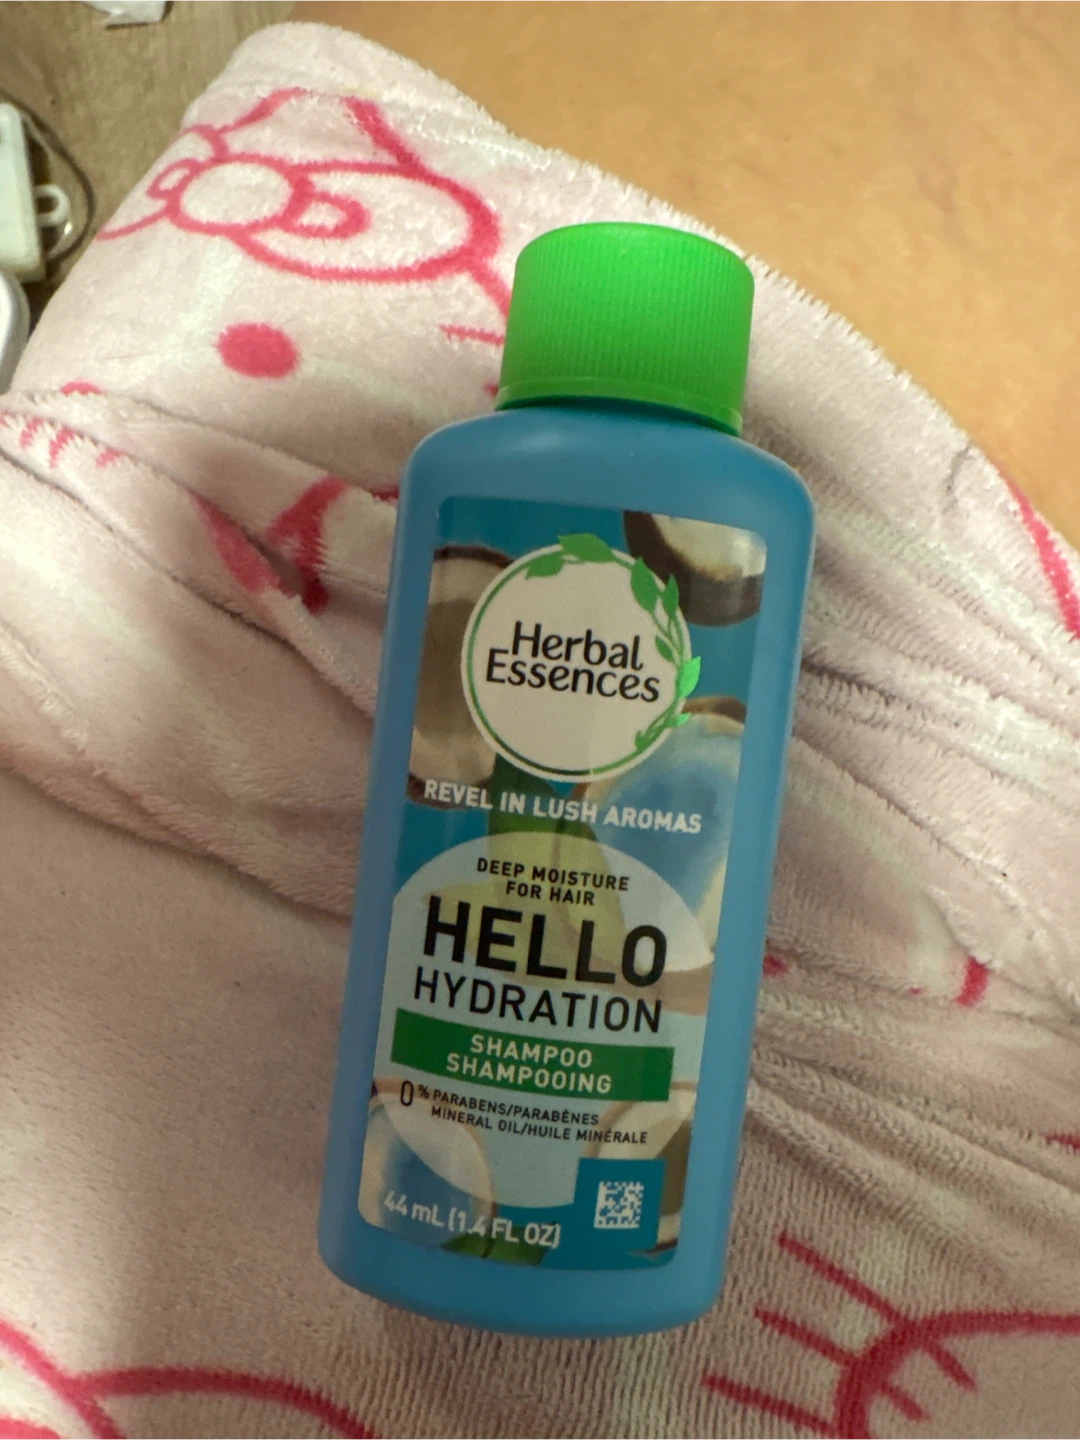 Herbal
Essences
REVEL IN LUSH AROMAS
DEEP MOISTURE
FOR HAIR
HELLO
HYDRATION
SHAMPOO
SHAMPOOING
0% PARABENS/PARABÈNES
MINERAL OIL/HUILE MINÉRALE
44 mL (1.4 FL OZ)